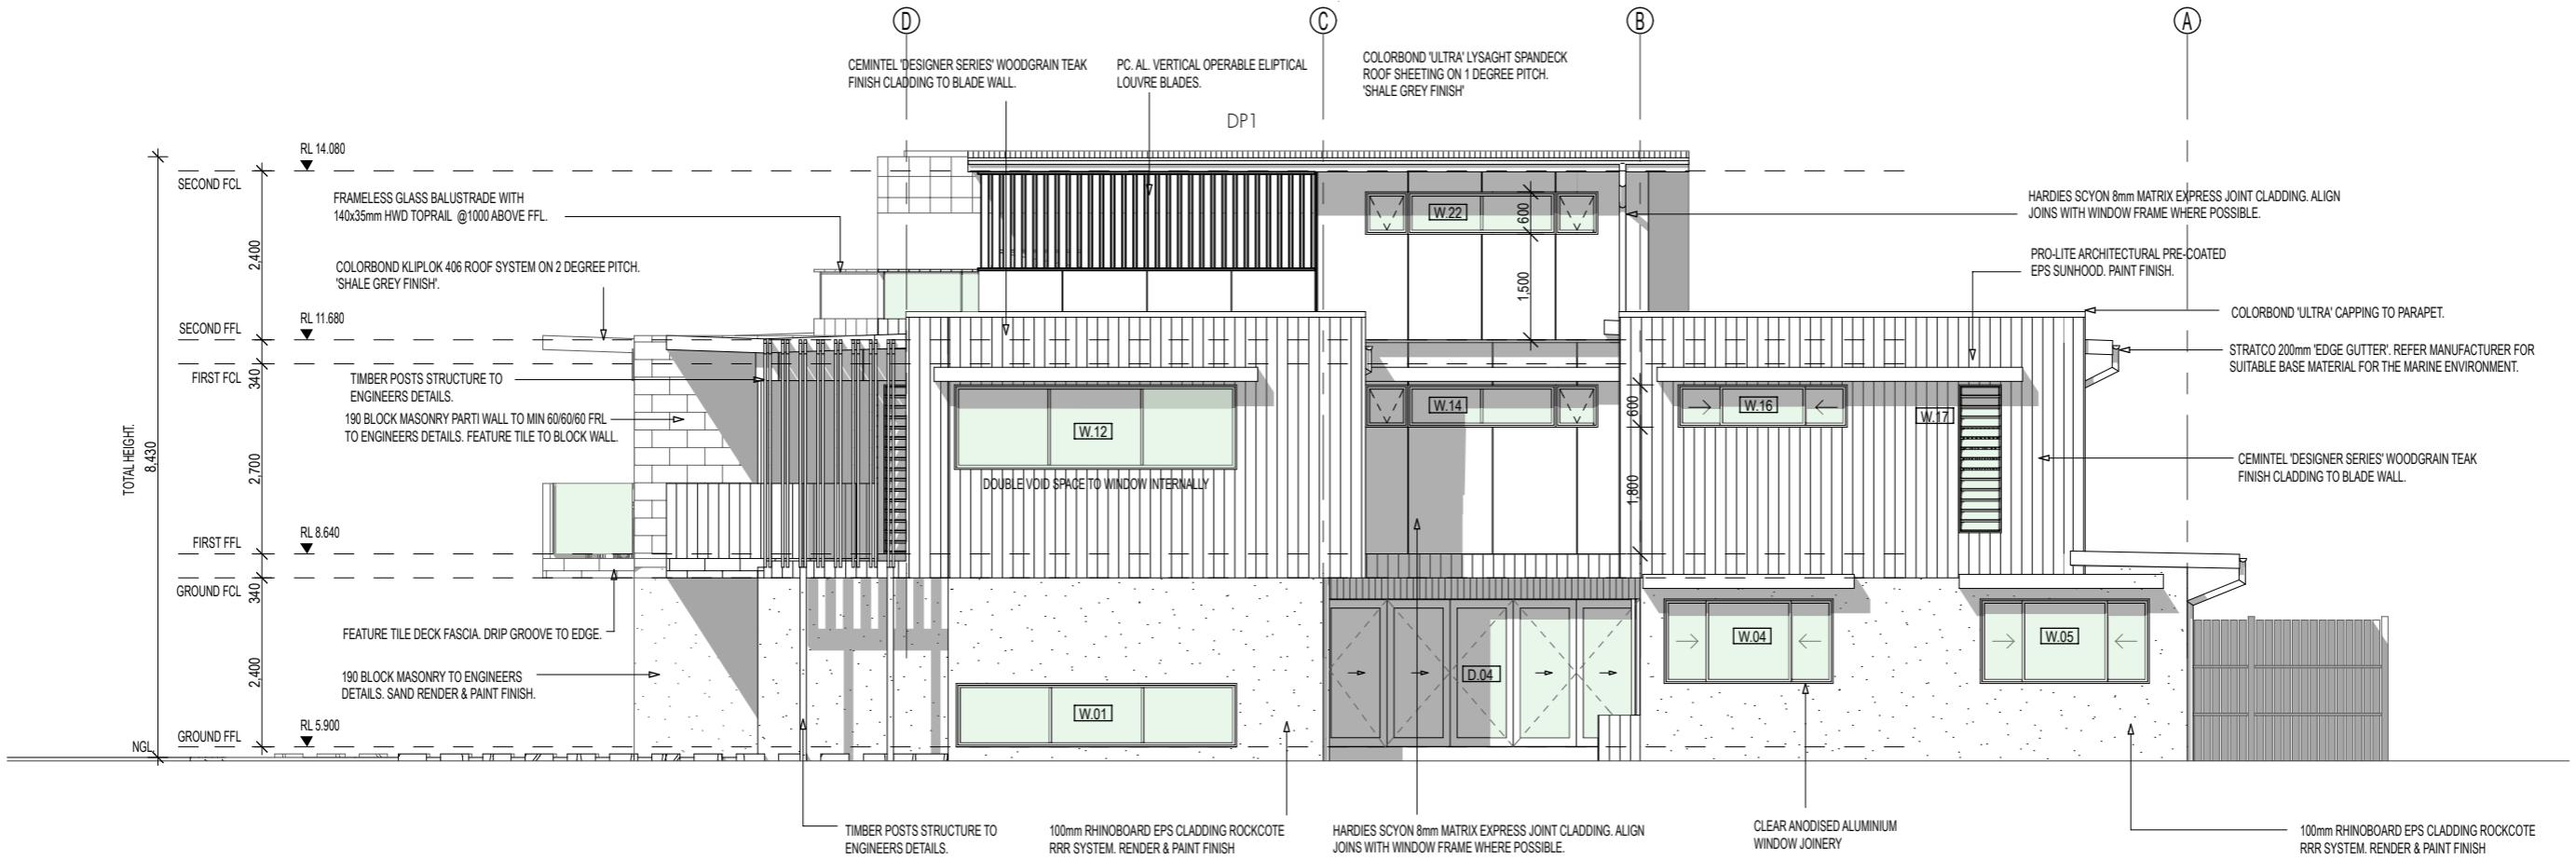 D
C
B
A
CEMINTEL 'DESIGNER SERIES' WOODGRAIN TEAK
FINISH CLADDING TO BLADE WALL.
PC. AL. VERTICAL OPERABLE ELIPTICAL
LOUVRE BLADES.
COLORBOND 'ULTRA' LYSAGHT SPANDECK
ROOF SHEETING ON 1 DEGREE PITCH.
'SHALE GREY FINISH'
DP1
RL 14.080
SECOND FCL
FRAMELESS GLASS BALUSTRADE WITH
140x35mm HWD TOPRAIL @1000 ABOVE FFL.
2,400
COLORBOND KLIPLOK 406 ROOF SYSTEM ON 2 DEGREE PITCH.
'SHALE GREY FINISH'.
RL 11.680
SECOND FFL
340
FIRST FCL
TIMBER POSTS STRUCTURE TO
ENGINEERS DETAILS.
190 BLOCK MASONRY PARTI WALL TO MIN 60/60/60 FRL
TO ENGINEERS DETAILS. FEATURE TILE TO BLOCK WALL.
TOTAL HEIGHT.
8,430
2,700
RL 8.640
FIRST FFL
340
GROUND FCL
FEATURE TILE DECK FASCIA. DRIP GROOVE TO EDGE.
190 BLOCK MASONRY TO ENGINEERS
DETAILS. SAND RENDER & PAINT FINISH.
2,400
RL 5.900
GROUND FFL
NGL
W.22
600
1,500
W.12
DOUBLE VOID SPACE TO WINDOW INTERNALLY
W.14
600
1,800
W.16
W.17
W.01
D.04
W.04
W.05
HARDIES SCYON 8mm MATRIX EXPRESS JOINT CLADDING. ALIGN
JOINS WITH WINDOW FRAME WHERE POSSIBLE.
PRO-LITE ARCHITECTURAL PRE-COATED
EPS SUNHOOD. PAINT FINISH.
COLORBOND 'ULTRA' CAPPING TO PARAPET.
STRATCO 200mm 'EDGE GUTTER'. REFER MANUFACTURER FOR
SUITABLE BASE MATERIAL FOR THE MARINE ENVIRONMENT.
CEMINTEL 'DESIGNER SERIES' WOODGRAIN TEAK
FINISH CLADDING TO BLADE WALL.
TIMBER POSTS STRUCTURE TO
ENGINEERS DETAILS.
100mm RHINOBOARD EPS CLADDING ROCKCOTE
RRR SYSTEM. RENDER & PAINT FINISH
HARDIES SCYON 8mm MATRIX EXPRESS JOINT CLADDING. ALIGN
JOINS WITH WINDOW FRAME WHERE POSSIBLE.
CLEAR ANODISED ALUMINIUM
WINDOW JOINERY
100mm RHINOBOARD EPS CLADDING ROCKCOTE
RRR SYSTEM. RENDER & PAINT FINISH